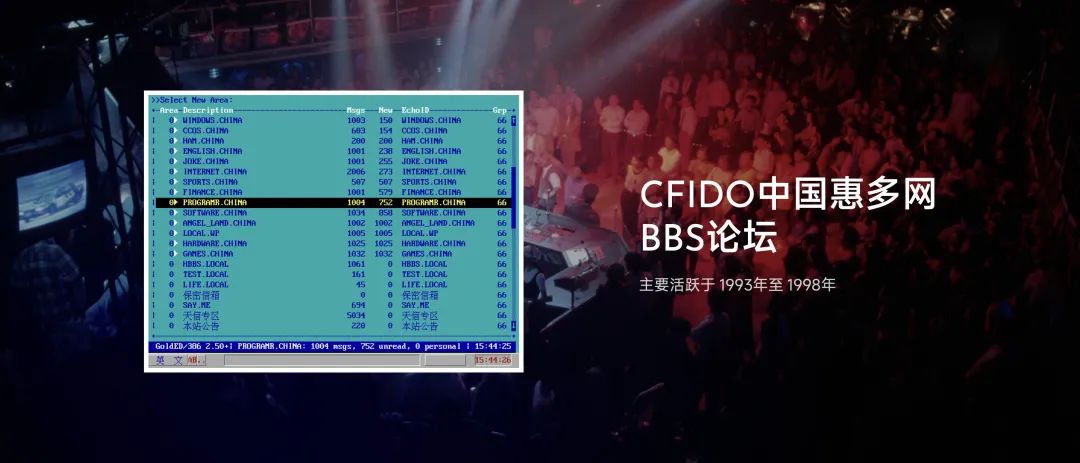 >>Select New Area:
Area Description Msgs New EchoID Grp
0 WINDOWS.CHINA 1003 150 WINDOWS.CHINA 66
0 CCOS.CHINA 603 154 CCOS.CHINA 66
0 HAM.CHINA 200 200 HAM.CHINA 66
0 ENGLISH.CHINA 1001 238 ENGLISH.CHINA 66
0 JOKE.CHINA 1001 255 JOKE.CHINA 66
0 INTERNET.CHINA 2006 273 INTERNET.CHINA 66
0 SPORTS.CHINA 507 507 SPORTS.CHINA 66
0 FINANCE.CHINA 1001 579 FINANCE.CHINA 66
0 PROGRAMR.CHINA 1004 752 PROGRAMR.CHINA 66
0 SOFTWARE.CHINA 1034 858 SOFTWARE.CHINA 66
0 ANGEL_LAND.CHINA 1002 1002 ANGEL_LAND.CHINA 66
0 LOCAL.WP 1005 1005 LOCAL.WP 66
0 HARDWARE.CHINA 1025 1025 HARDWARE.CHINA 66
0 GAMES.CHINA 1032 1032 GAMES.CHINA 66
0 HBBS.LOCAL 1061 0 HBBS.LOCAL 66
0 TEST.LOCAL 161 0 TEST.LOCAL 66
0 LIFE.LOCAL 45 0 LIFE.LOCAL 66
0 保密信箱 0 0 保密信箱 66
0 SAY.ME 694 0 SAY.ME 66
0 天信专区 5034 0 天信专区 66
0 本站公告 220 0 本站公告 66
GoldED/386 2.50+¦ PROGRAMR.CHINA: 1004 msgs, 752 unread, 0 personal ¦ 15:44:25
英 文 AB.. 15:44:26
CFIDO中国惠多网
BBS论坛
主要活跃于 1993年至 1998年